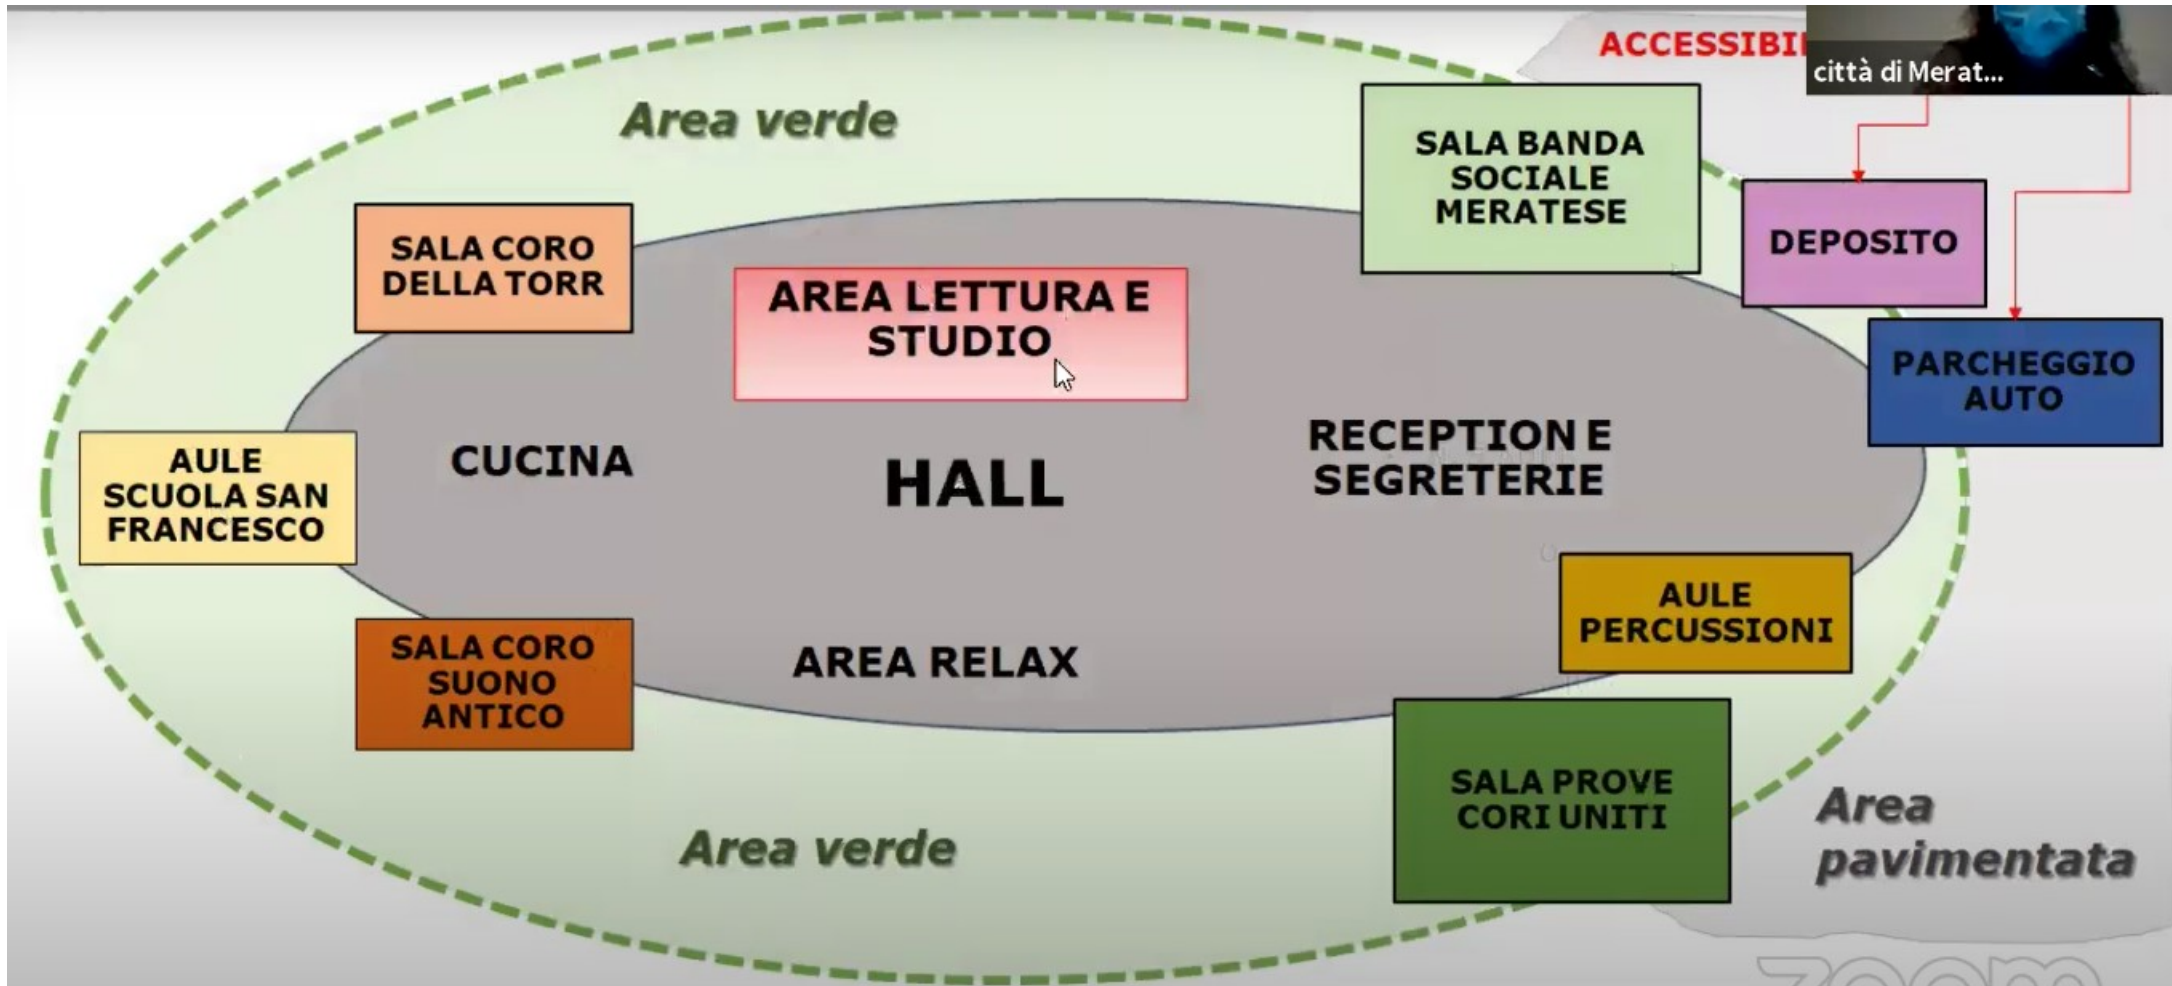 ACCESSIBI
città di Merat...
Area verde
SALA BANDA
SOCIALE
MERATESE
SALA CORO
DELLA TORR
DEPOSITO
AREA LETTURA E
STUDIO
PARCHEGGIO
AUTO
AULE
SCUOLA SAN
FRANCESCO
CUCINA
HALL
RECEPTION E
SEGRETERIE
AULE
PERCUSSIONI
SALA CORO
SUONO
ANTICO
AREA RELAX
SALA PROVE
CORI UNITI
Area
pavimentata
Area verde
zoom